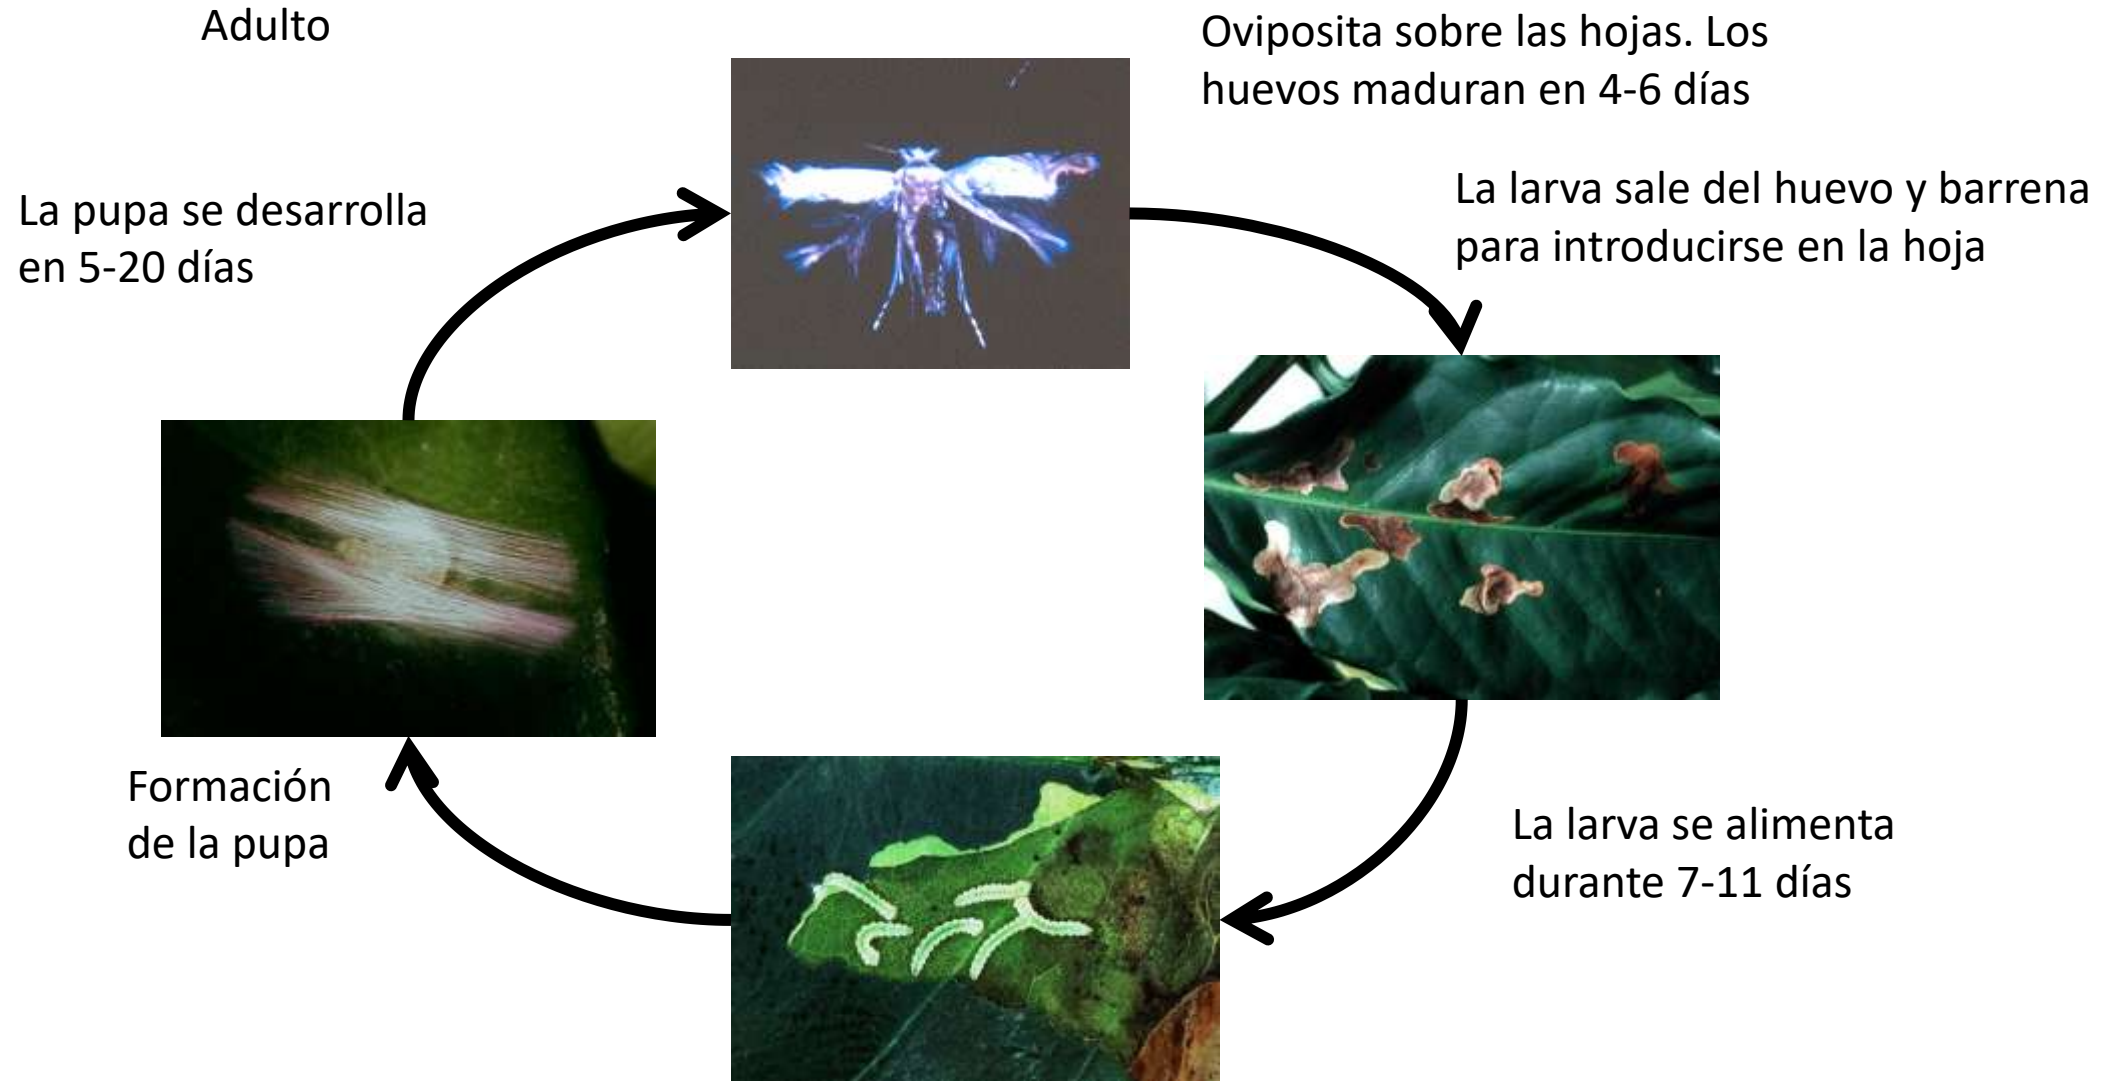 Adulto
Oviposita sobre las hojas. Los
huevos maduran en 4-6 días
La larva sale del huevo y barrena
para introducirse en la hoja
La pupa se desarrolla
en 5-20 días
Formación
de la pupa
La larva se alimenta
durante 7-11 días